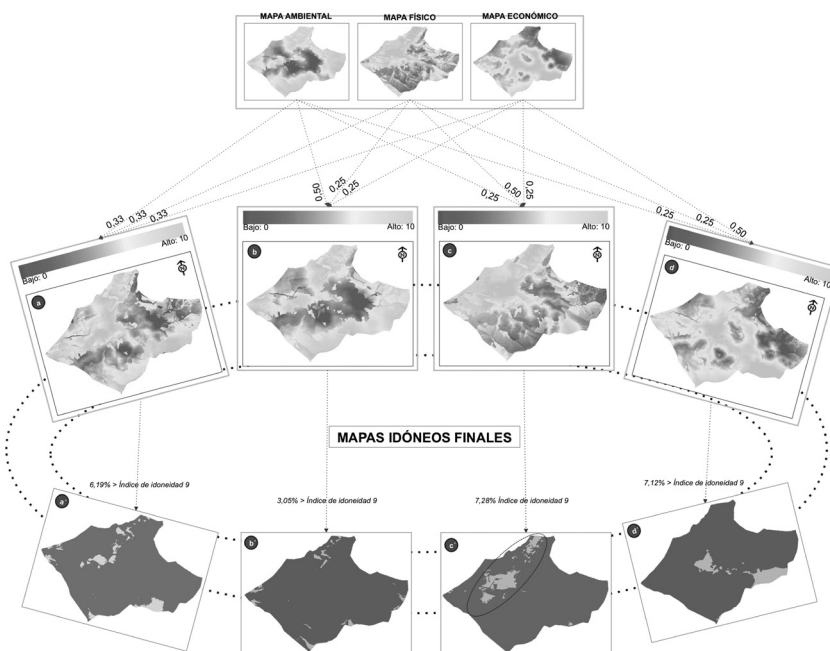 MAPA AMBIENTAL
MAPA FÍSICO
MAPA ECONÓMICO
0,33
0,33
0,33
0,50
0,25
0,25
0,25
0,50
0,25
0,25
0,25
0,50
Bajo: 0
Alto: 10
a
N
Bajo: 0
Alto: 10
b
N
Bajo: 0
Alto: 10
c
N
Bajo: 0
Alto: 10
d
N
MAPAS IDÓNEOS FINALES
6,19% > Índice de idoneidad 9
3,05% > Índice de idoneidad 9
7,28% > Índice de idoneidad 9
7,12% > Índice de idoneidad 9
a´
b´
c´
d´